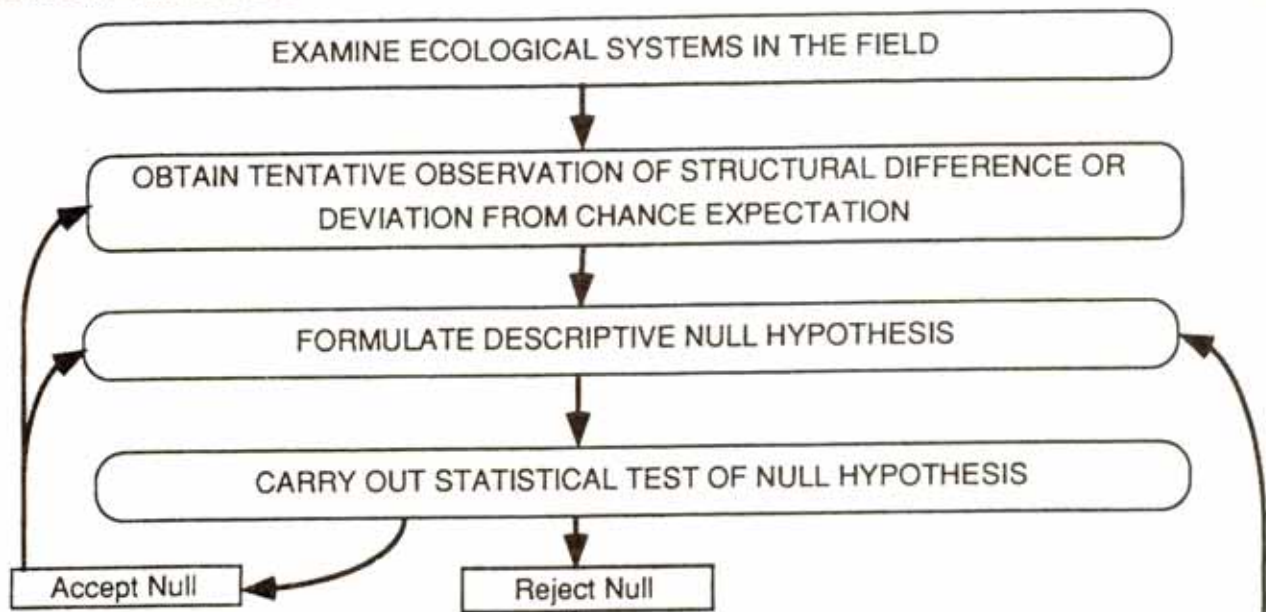 EXAMINE ECOLOGICAL SYSTEMS IN THE FIELD
OBTAIN TENTATIVE OBSERVATION OF STRUCTURAL DIFFERENCE OR
DEVIATION FROM CHANCE EXPECTATION
FORMULATE DESCRIPTIVE NULL HYPOTHESIS
CARRY OUT STATISTICAL TEST OF NULL HYPOTHESIS
Accept Null
Reject Null